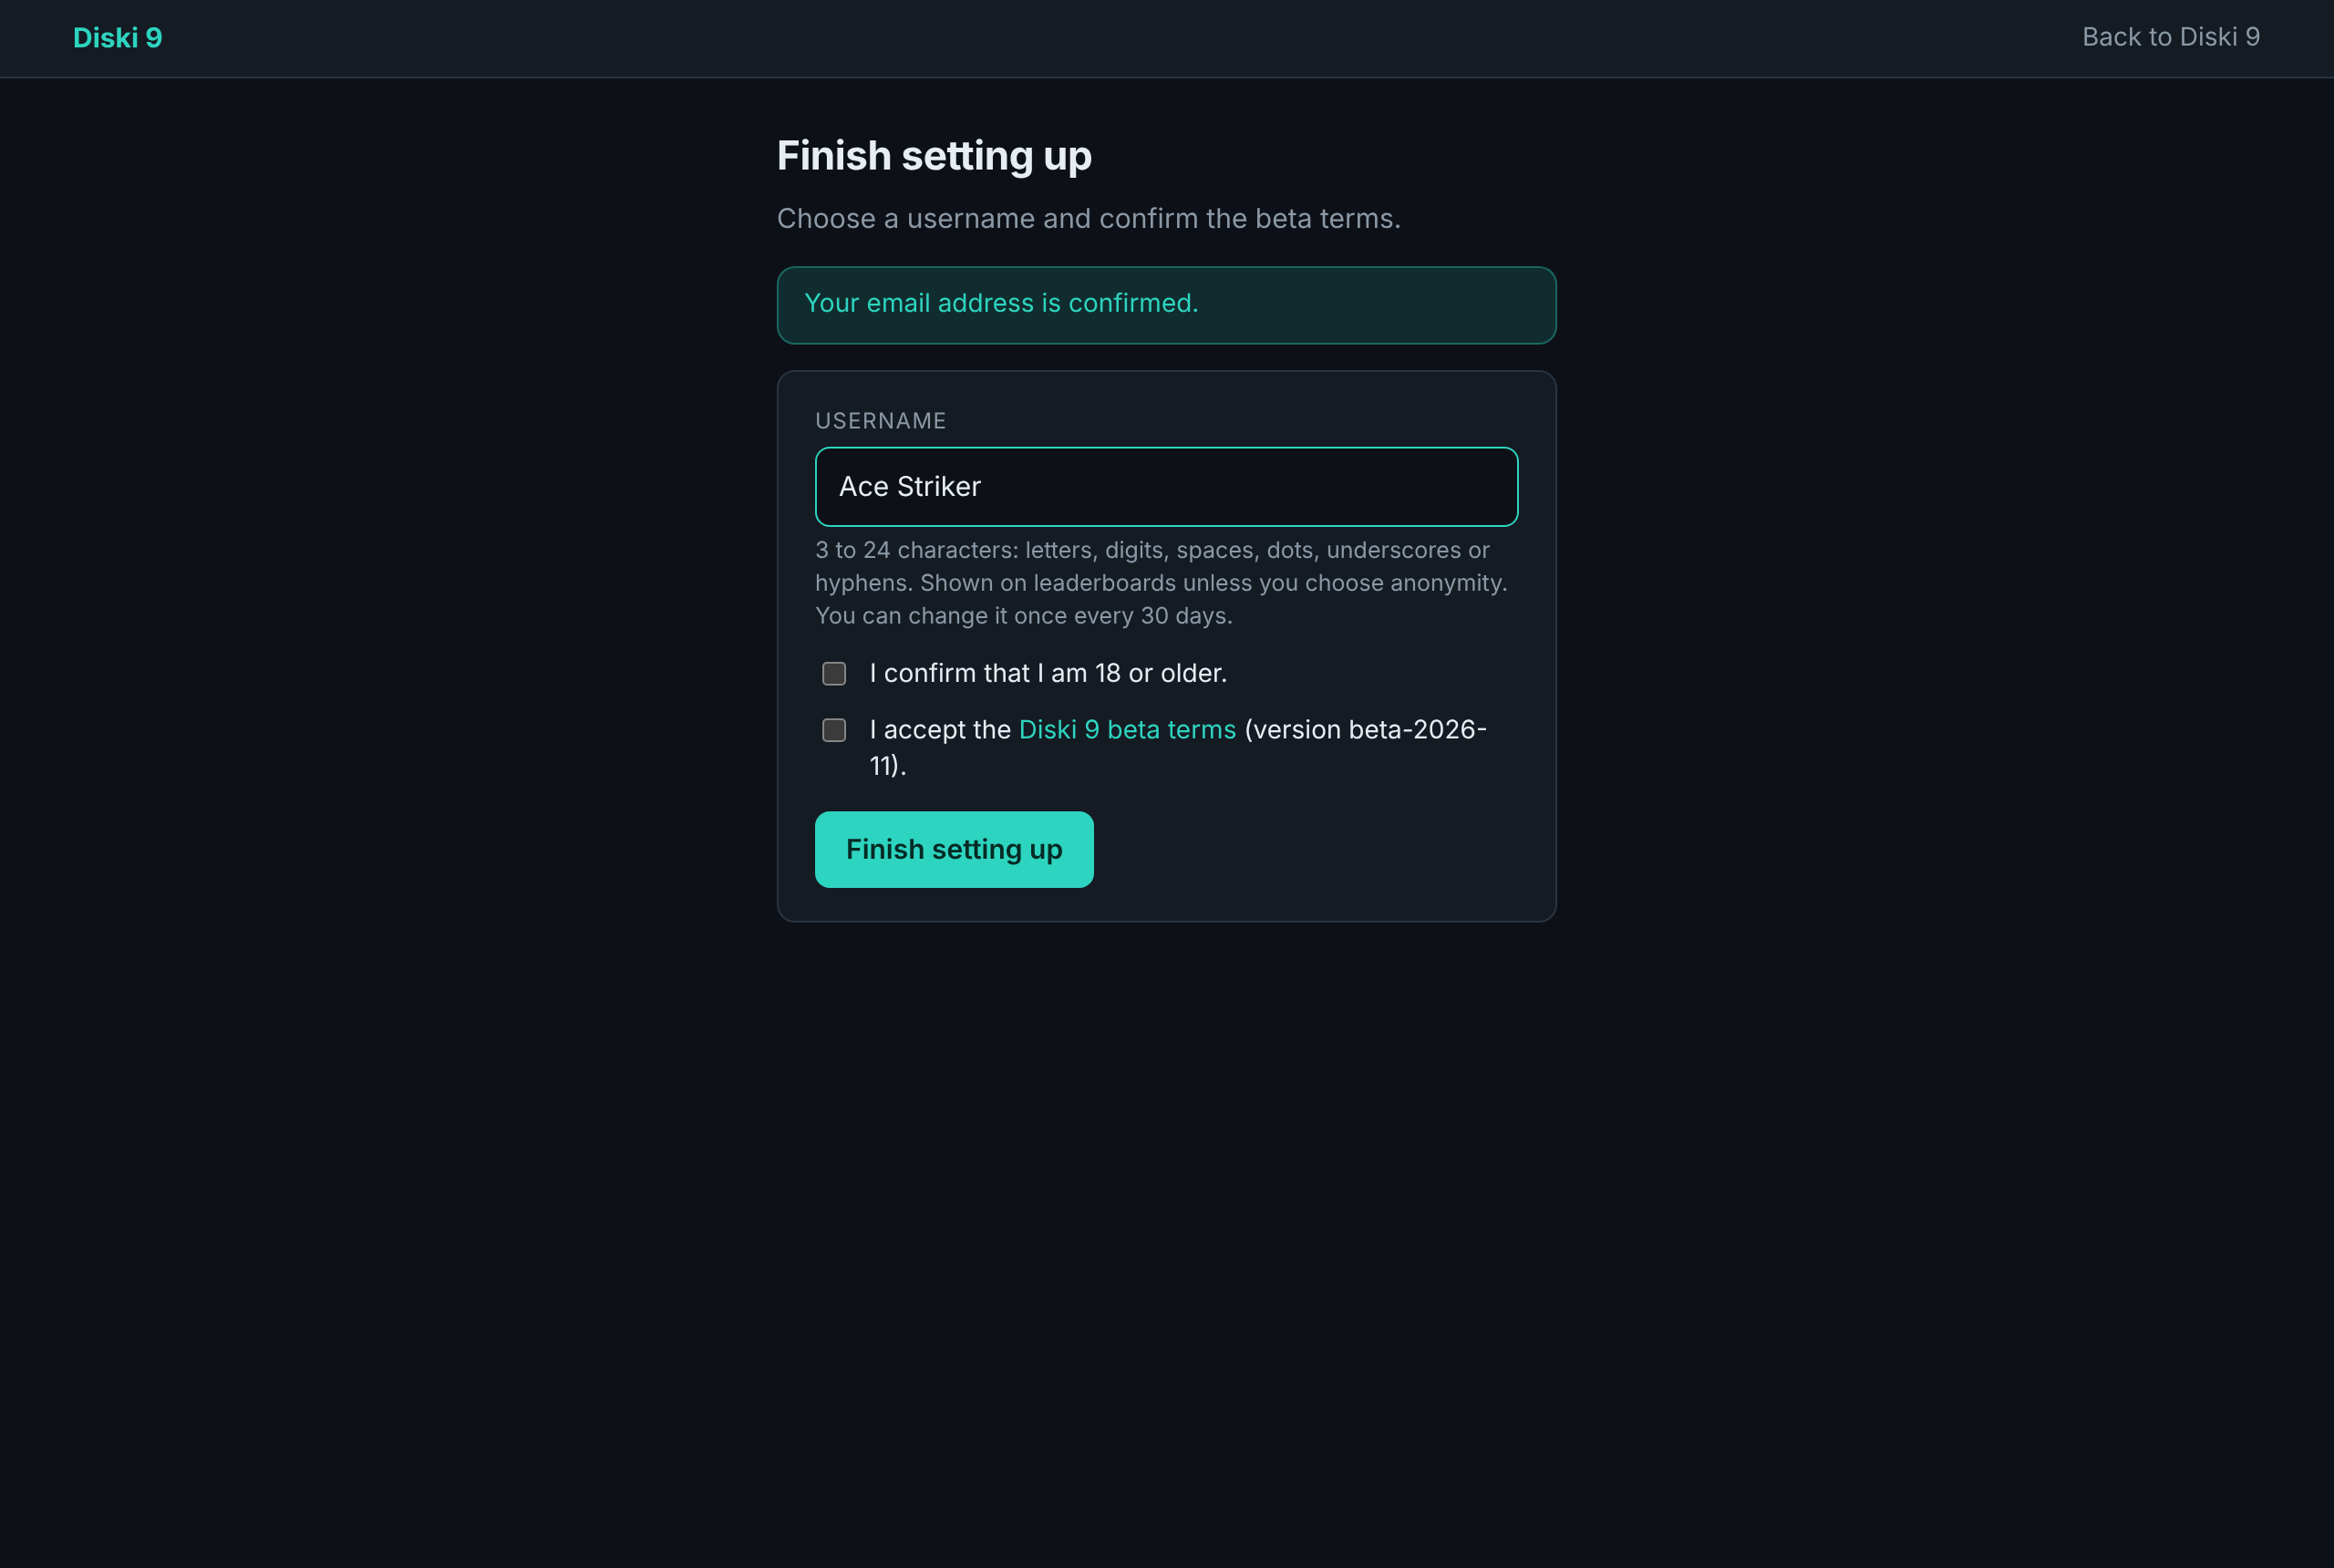 Diski 9
Back to Diski 9
Finish setting up
Choose a username and confirm the beta terms.
Your email address is confirmed.
USERNAME
Ace Striker
3 to 24 characters: letters, digits, spaces, dots, underscores or
hyphens. Shown on leaderboards unless you choose anonymity.
You can change it once every 30 days.
I confirm that I am 18 or older.
I accept the Diski 9 beta terms (version beta-2026-
11).
Finish setting up